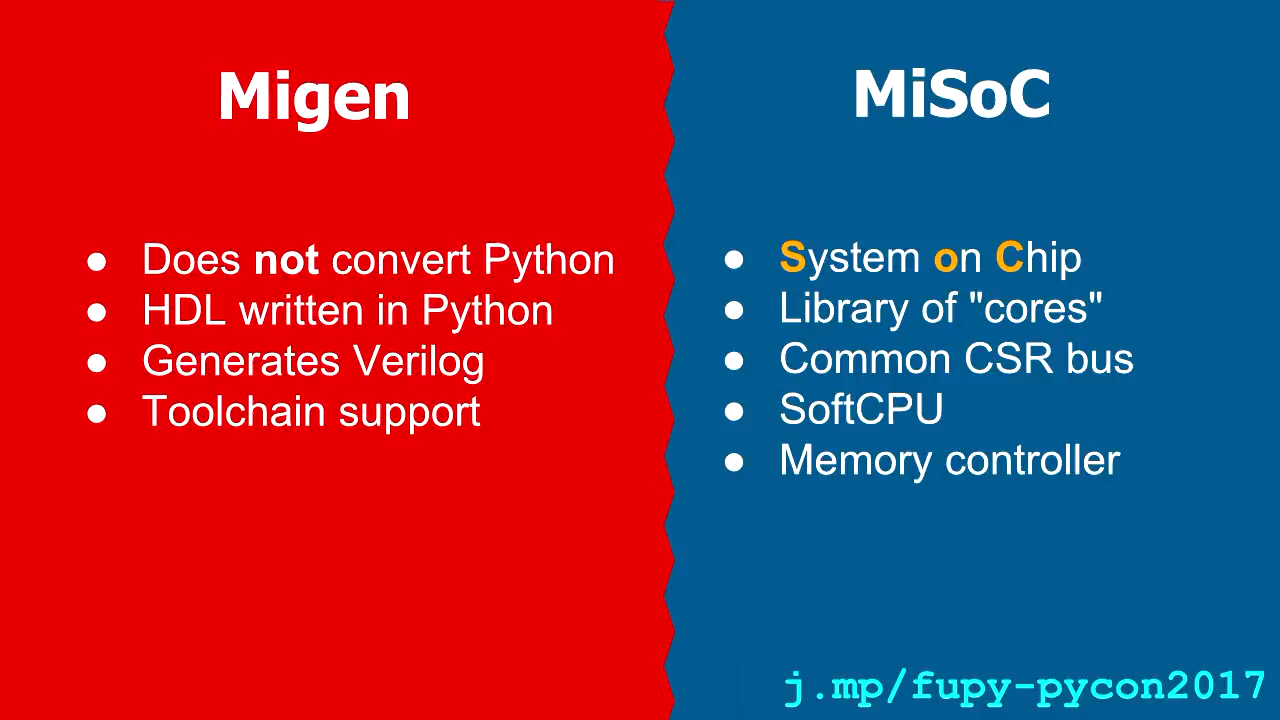 Migen
● Does not convert Python
● HDL written in Python
● Generates Verilog
● Toolchain support
MiSoC
● System on Chip
● Library of "cores"
● Common CSR bus
● SoftCPU
● Memory controller
j.mp/fupy-pycon2017